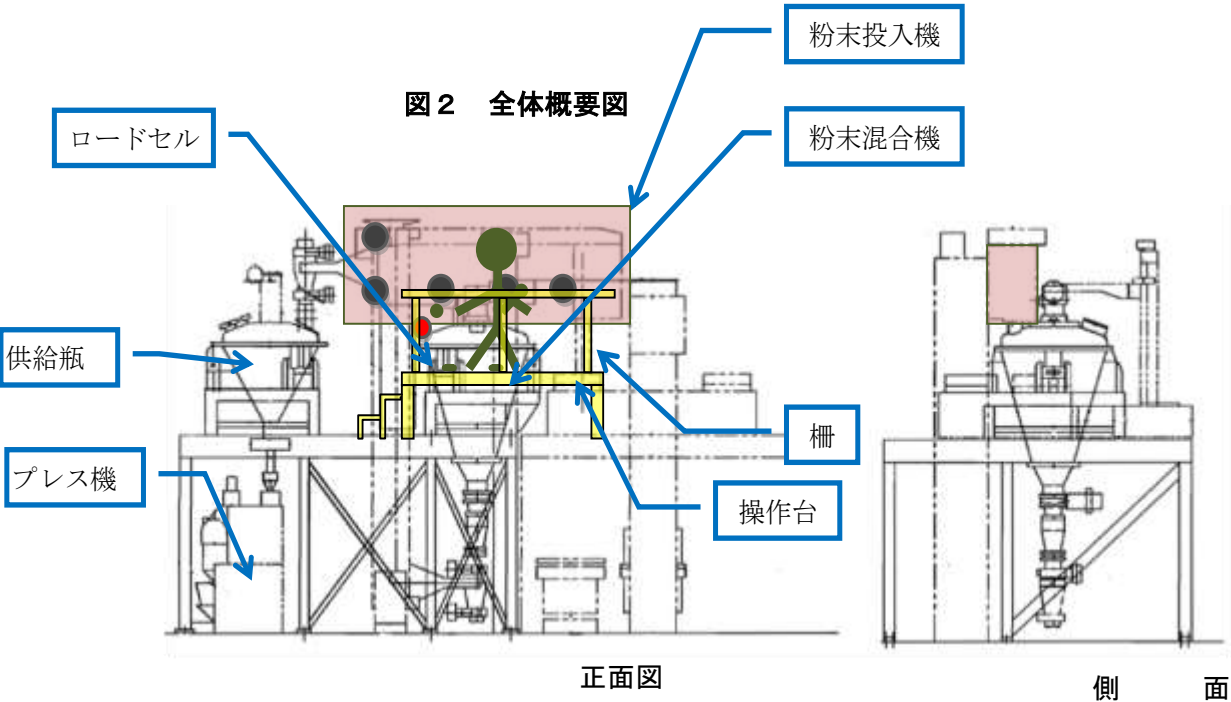 粉末投入機
図２　全体概要図
ロードセル
粉末混合機
供給瓶
柵
プレス機
操作台
正面図
側　　面